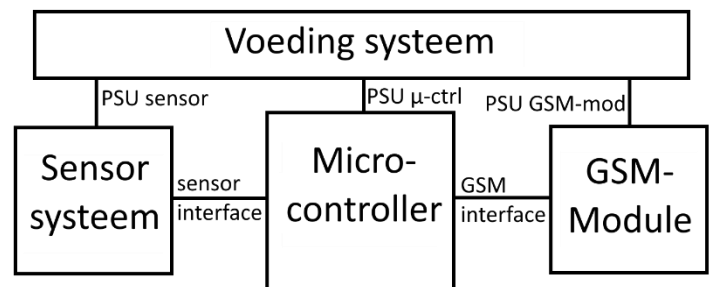 Voeding systeem
PSU sensor
PSU µ-ctrl
PSU GSM-mod
Sensor
systeem
sensor
interface
Micro-
controller
GSM
interface
GSM-
Module